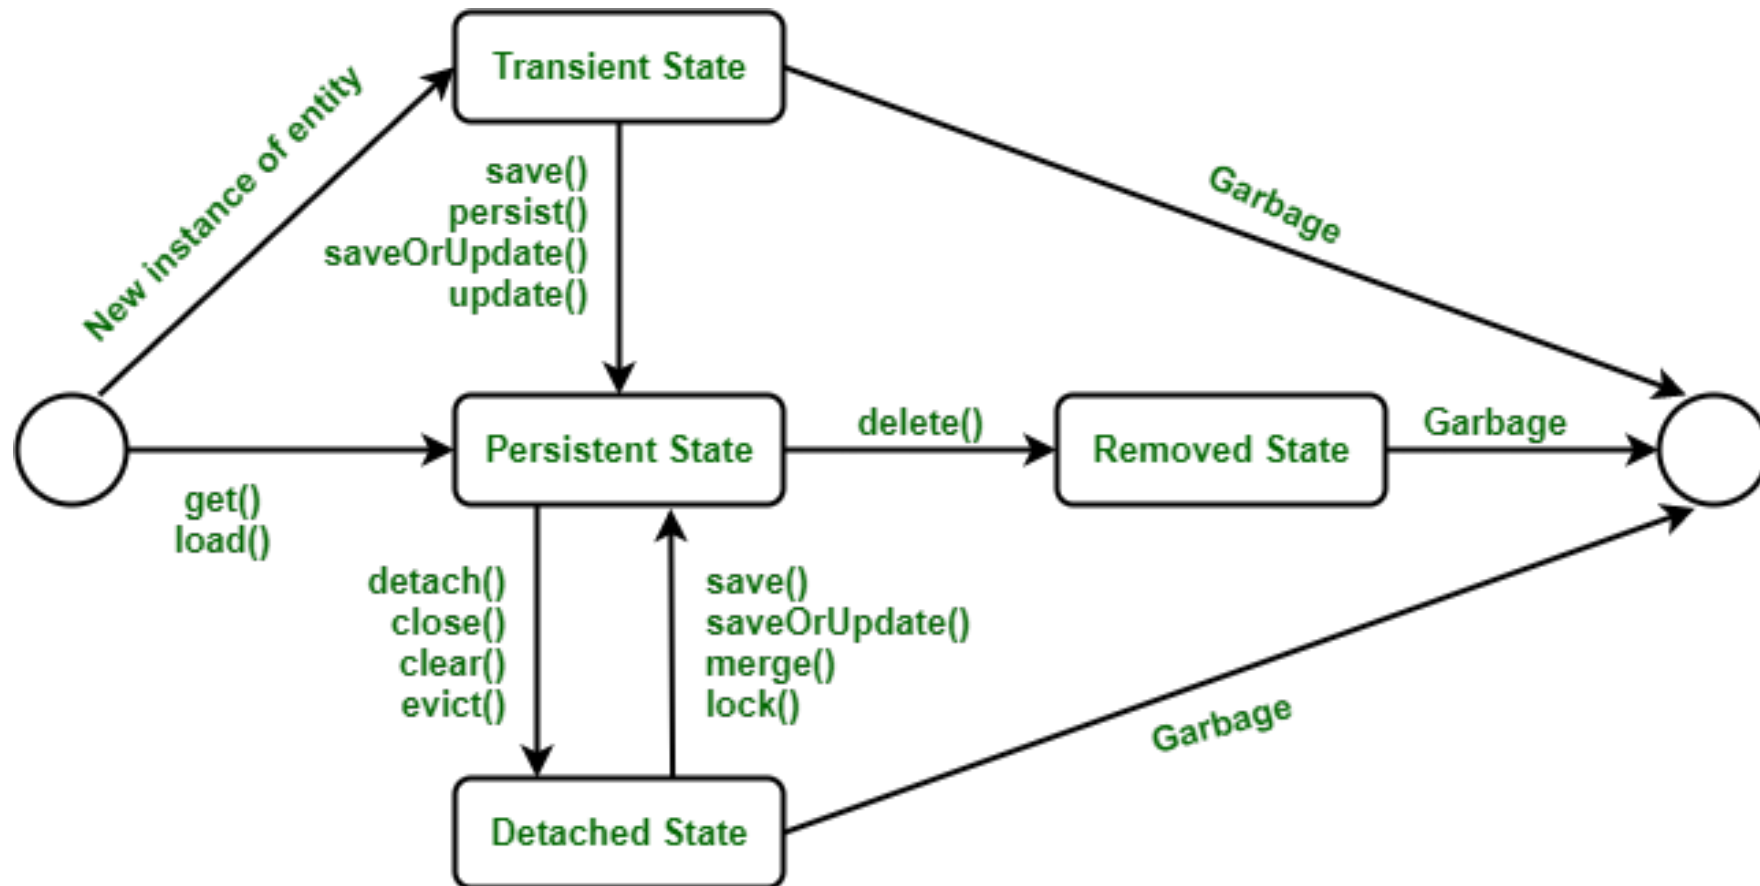 Transient State
New instance of entity
save()
persist()
saveOrUpdate()
update()
Garbage
Persistent State
delete()
Removed State
Garbage
get()
load()
detach()
close()
clear()
evict()
save()
saveOrUpdate()
merge()
lock()
Garbage
Detached State